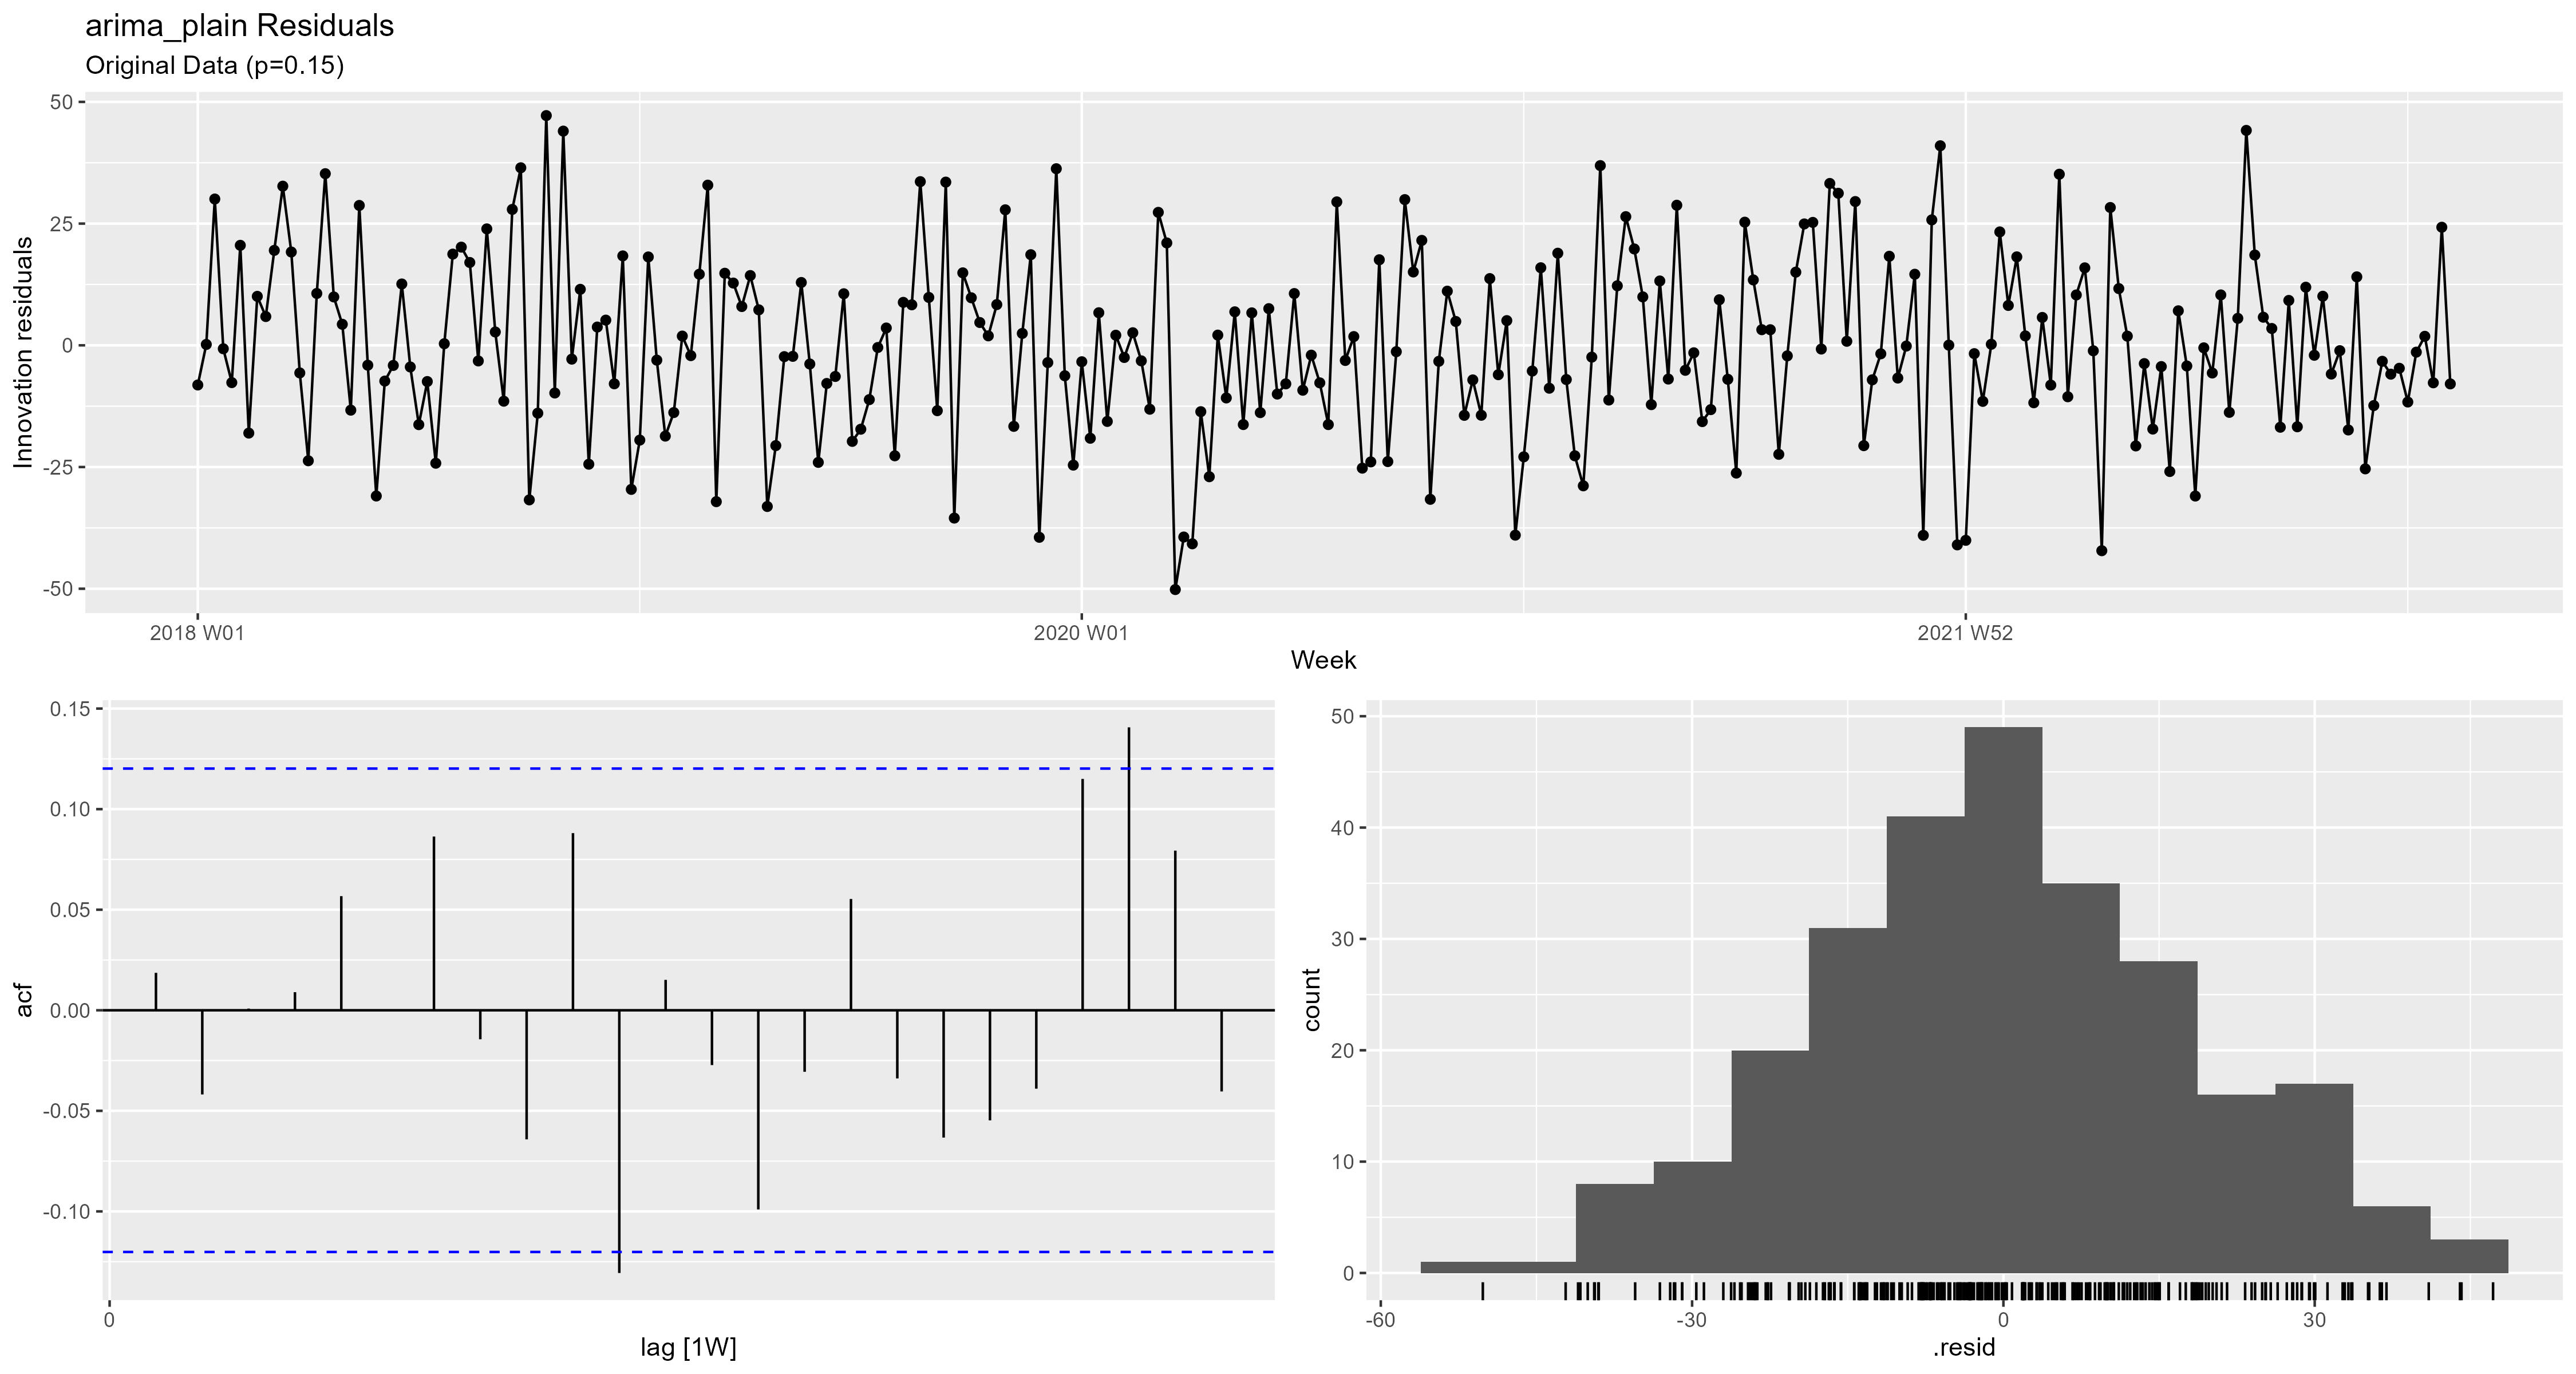 arima_plain Residuals
Original Data (p=0.15)
Innovation residuals
50
25
0
-25
-50
2018 W01
2020 W01
2021 W52
Week
acf
0.15
0.10
0.05
0.00
-0.05
-0.10
0
lag [1W]
count
50
40
30
20
10
0
-60
-30
0
30
.resid